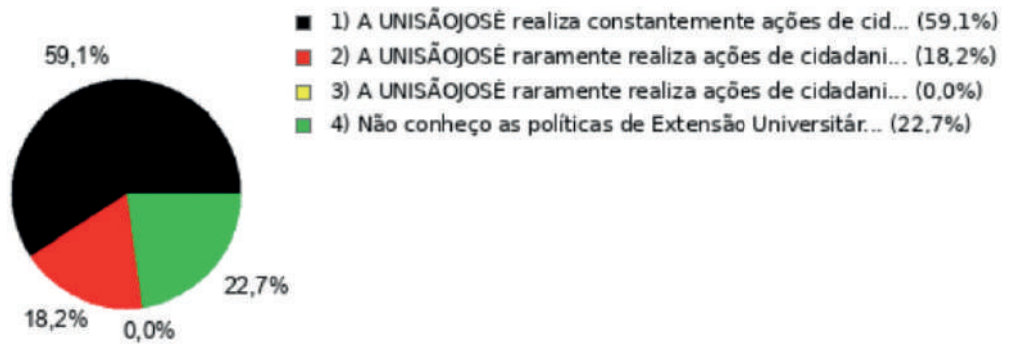 1) A UNISÃOJOSÉ realiza constantemente ações de cid... (59,1%)
2) A UNISÃOJOSÉ raramente realiza ações de cidadani... (18,2%)
3) A UNISÃOJOSÉ raramente realiza ações de cidadani... (0,0%)
4) Não conheço as políticas de Extensão Universitár... (22,7%)
59,1%
22,7%
18,2%
0,0%